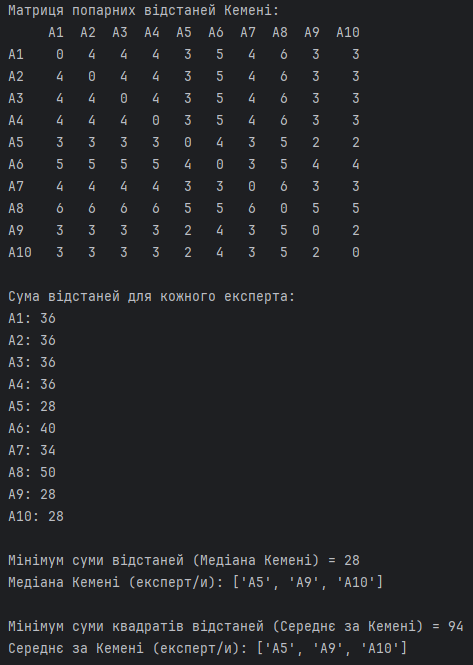 Матриця попарних відстаней Кемені:
A1 A2 A3 A4 A5 A6 A7 A8 A9 A10
A1 0 4 4 4 3 5 4 6 3 3
A2 4 0 4 4 3 5 4 6 3 3
A3 4 4 0 4 3 5 4 6 3 3
A4 4 4 4 0 3 5 4 6 3 3
A5 3 3 3 3 0 4 3 5 2 2
A6 5 5 5 5 4 0 3 5 4 4
A7 4 4 4 4 3 3 0 6 3 3
A8 6 6 6 6 5 5 6 0 5 5
A9 3 3 3 3 2 4 3 5 0 2
A10 3 3 3 3 2 4 3 5 2 0
Сума відстаней для кожного експерта:
A1: 36
A2: 36
A3: 36
A4: 36
A5: 28
A6: 40
A7: 34
A8: 50
A9: 28
A10: 28
Мінімум суми відстаней (Медіана Кемені) = 28
Медіана Кемені (експерт/и): ['A5', 'A9', 'A10']
Мінімум суми квадратів відстаней (Середнє за Кемені) = 94
Середнє за Кемені (експерт/и): ['A5', 'A9', 'A10']